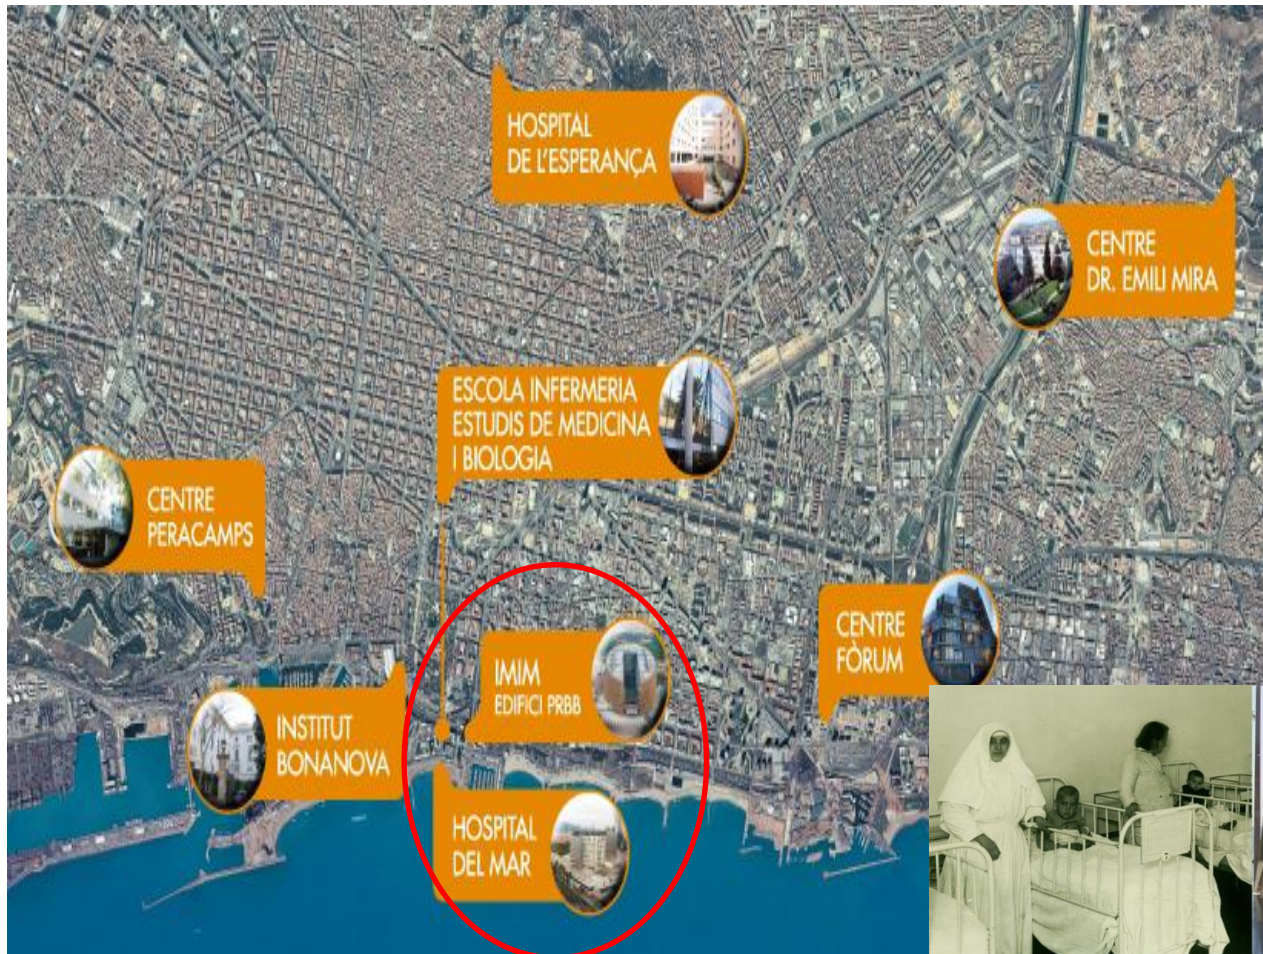 HOSPITAL
DE L'ESPERANÇA
CENTRE
DR. EMILI MIRA
ESCOLA INFERMERIA
ESTUDIS DE MEDICINA
I BIOLOGIA
CENTRE
PERACAMPS
CENTRE
FÒRUM
IMIM
EDIFICI PRBB
INSTITUT
BONANOVA
HOSPITAL
DEL MAR